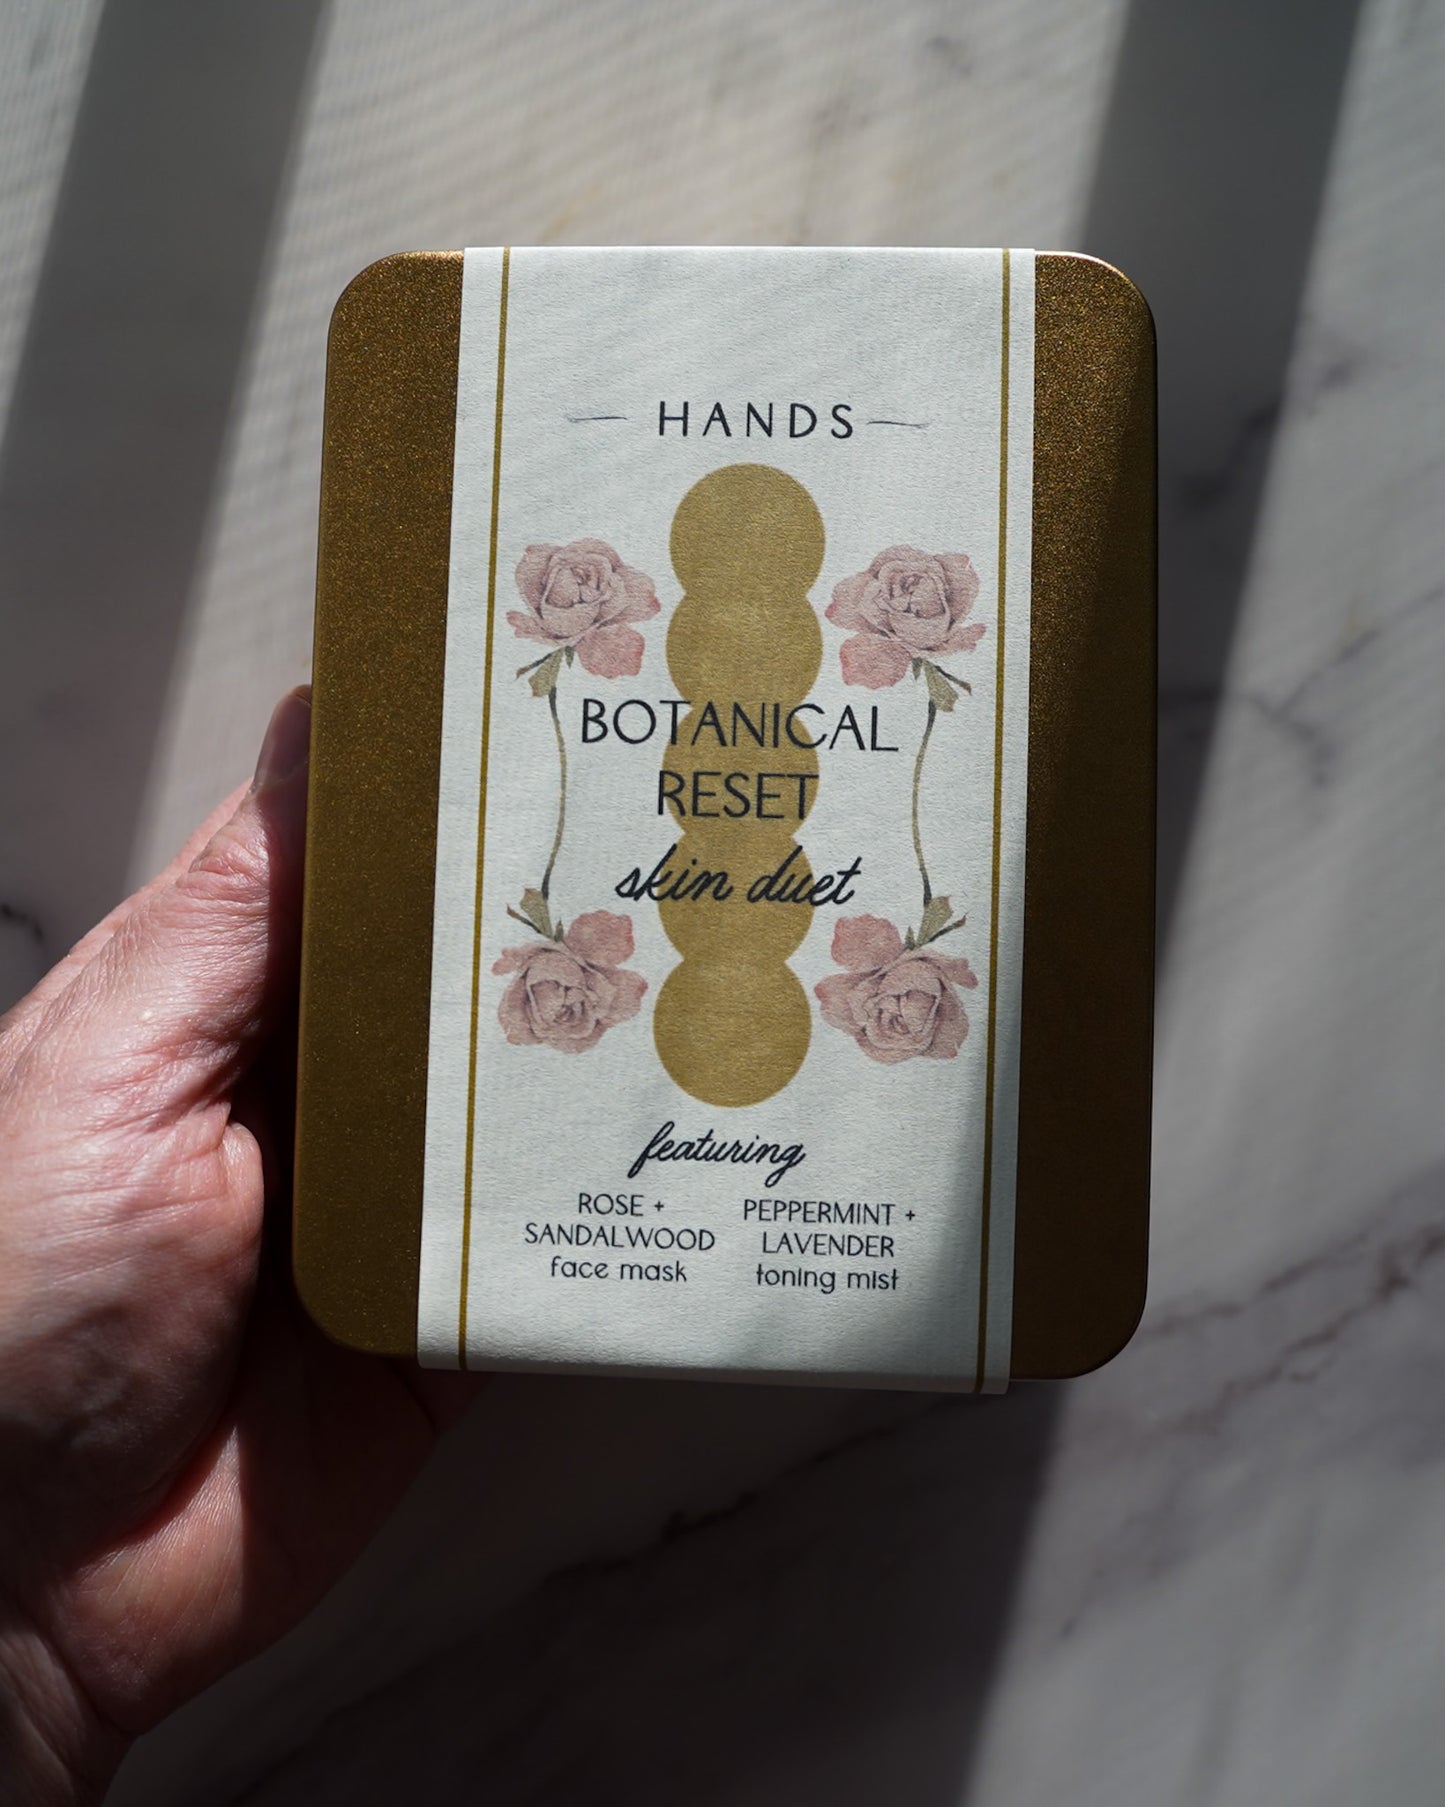 HANDS
BOTANICAL
RESET
skin duet
featuring
ROSE +
SANDALWOOD
face mask
PEPPERMINT +
LAVENDER
toning mist